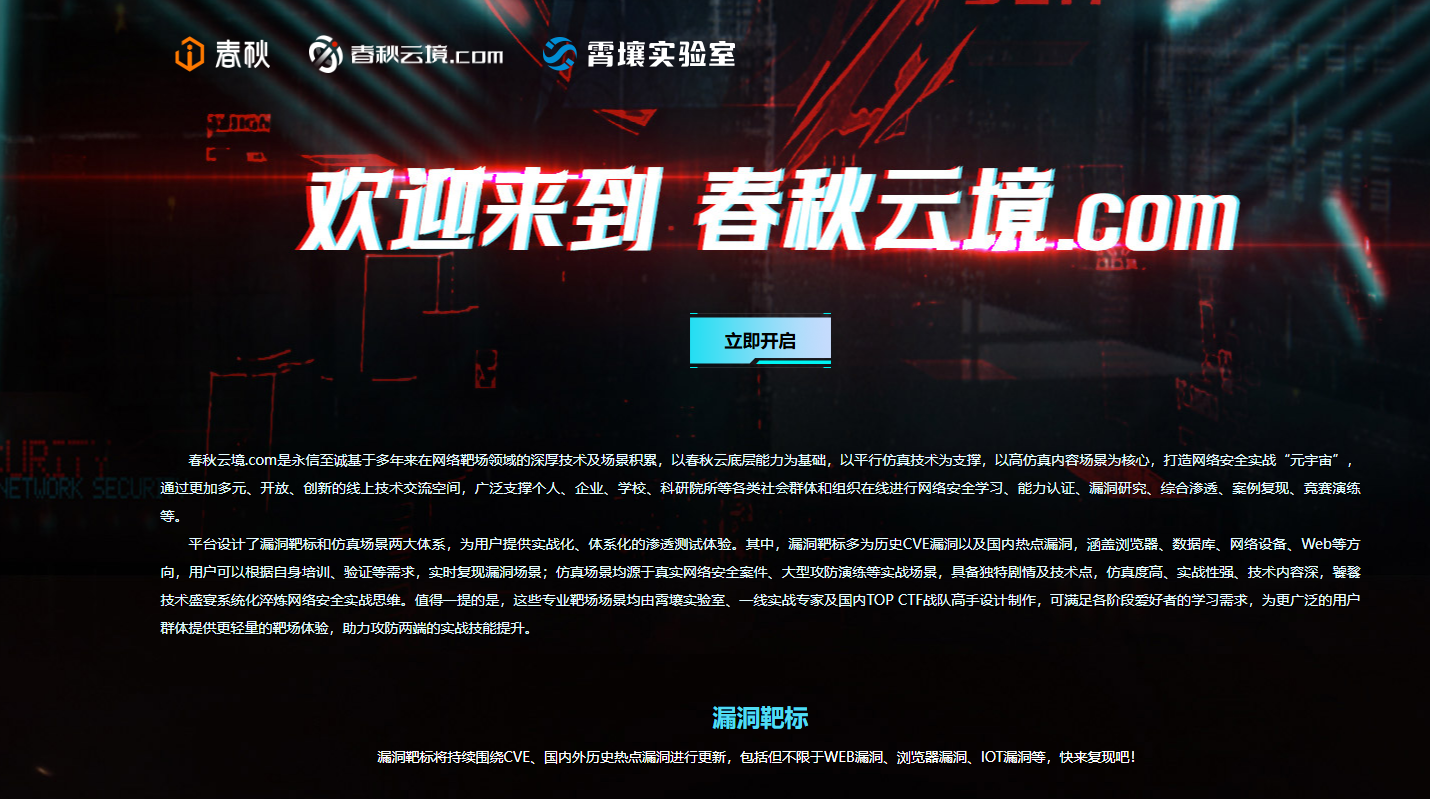 春秋 春秋云境.com 霄壤实验室
欢迎来到 春秋云境.com
立即开启
URITY
NETWORK SECUR
春秋云境.com是永信至诚基于多年来在网络靶场领域的深厚技术及场景积累，以春秋云底层能力为基础，以平行仿真技术为支撑，以高仿真内容场景为核心，打造网络安全实战“元宇宙”，
通过更加多元、开放、创新的线上技术交流空间，广泛支撑个人、企业、学校、科研院所等各类社会群体和组织在线进行网络安全学习、能力认证、漏洞研究、综合渗透、案例复现、竞赛演练
等。
平台设计了漏洞靶标和仿真场景两大体系，为用户提供实战化、体系化的渗透测试体验。其中，漏洞靶标多为历史CVE漏洞以及国内热点漏洞，涵盖浏览器、数据库、网络设备、Web等方
向，用户可以根据自身培训、验证等需求，实时复现漏洞场景；仿真场景均源于真实网络安全案件、大型攻防演练等实战场景，具备独特剧情及技术点，仿真度高、实战性强、技术内容深，饕餮
技术盛宴系统化淬炼网络安全实战思维。值得一提的是，这些专业靶场场景均由霄壤实验室、一线实战专家及国内TOP CTF战队高手设计制作，可满足各阶段爱好者的学习需求，为更广泛的用户
群体提供更轻量的靶场体验，助力攻防两端的实战技能提升。
漏洞靶标
漏洞靶标将持续围绕CVE、国内外历史热点漏洞进行更新，包括但不限于WEB漏洞、浏览器漏洞、IOT漏洞等，快来复现吧！